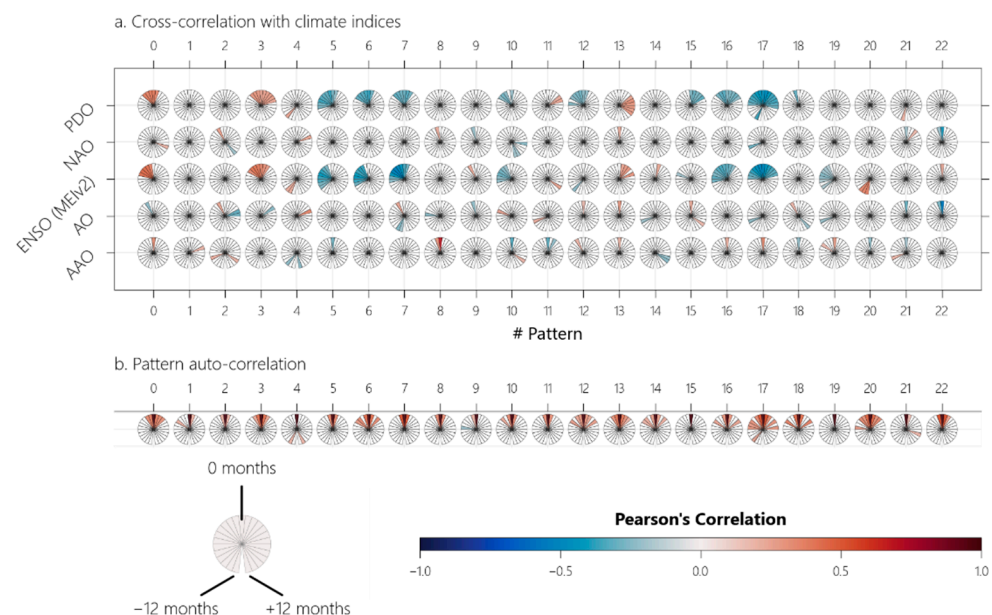 a. Cross-correlation with climate indices
0 1 2 3 4 5 6 7 8 9 10 11 12 13 14 15 16 17 18 19 20 21 22
PDO
NAO
ENSO (MEIv2)
AO
AAO
0 1 2 3 4 5 6 7 8 9 10 11 12 13 14 15 16 17 18 19 20 21 22
# Pattern
b. Pattern auto-correlation
0 1 2 3 4 5 6 7 8 9 10 11 12 13 14 15 16 17 18 19 20 21 22
0 months
−12 months
+12 months
Pearson's Correlation
−1.0 −0.5 0.0 0.5 1.0